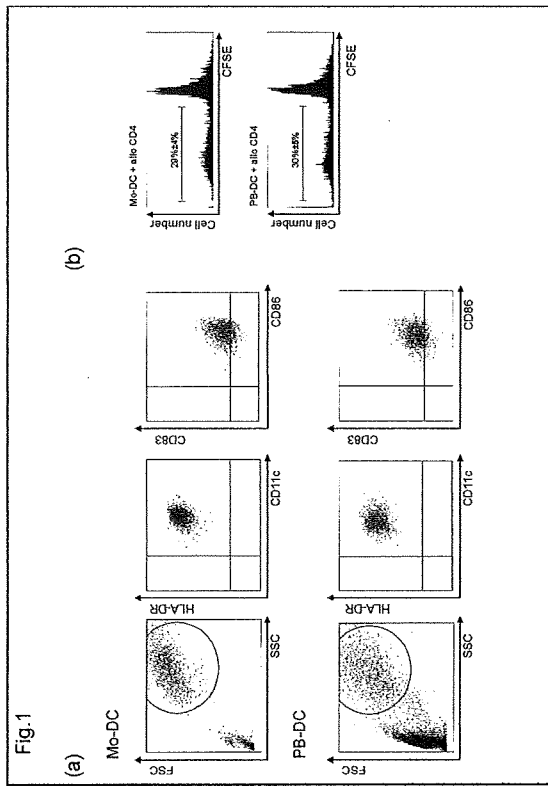 Fig.1
(a)
Mo-DC
FSC
SSC
HLA-DR
CD11c
CD83
CD86
PB-DC
FSC
SSC
HLA-DR
CD11c
CD83
CD86
(b)
Mo-DC + allo CD4
29%±4%
Cell number
CFSE
PB-DC + allo CD4
30%±5%
Cell number
CFSE